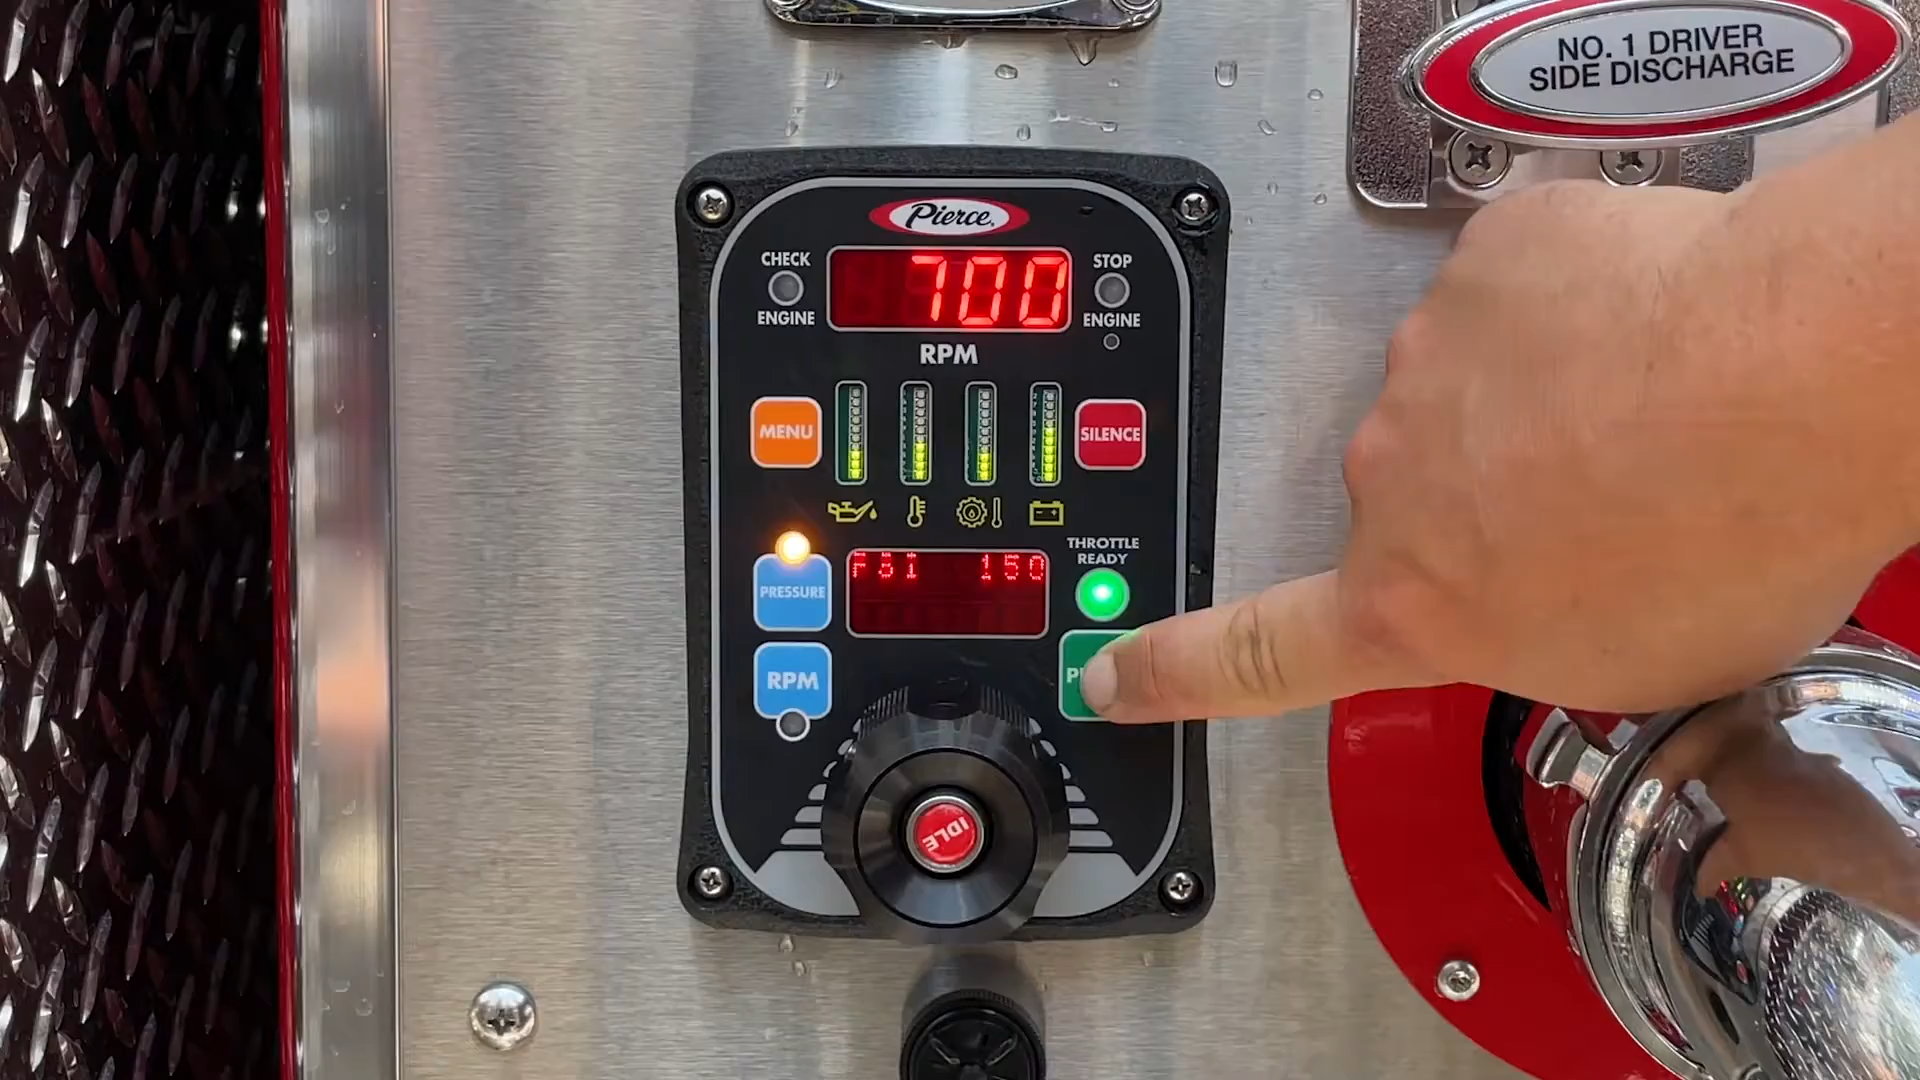 NO. 1 DRIVER
SIDE DISCHARGE
Pierce
CHECK
ENGINE
700
STOP
ENGINE
RPM
MENU
SILENCE
THROTTLE
READY
PRESSURE
150
RPM
IDLE